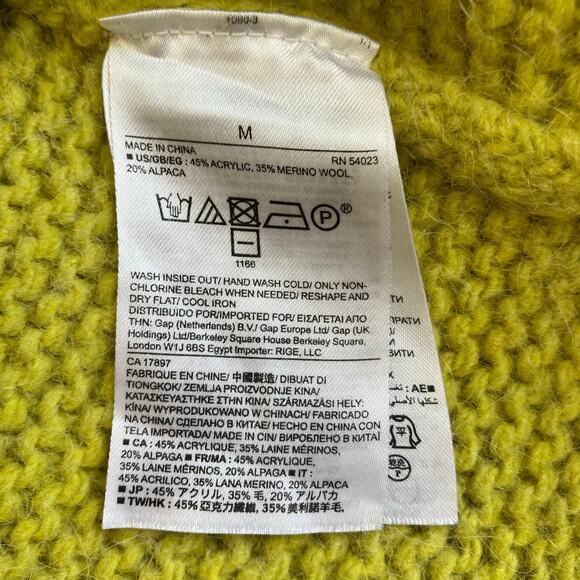 1080-3
M
MADE IN CHINA RN 54023
■ US/GB/EG : 45% ACRYLIC, 35% MERINO WOOL,
20% ALPACA
P ®
1166
WASH INSIDE OUT/ HAND WASH COLD/ ONLY NON-
CHLORINE BLEACH WHEN NEEDED/ RESHAPE AND
DRY FLAT/ COOL IRON
DISTRIBUIDO POR/IMPORTED FOR/ ΕΙΣΑΓΕΤΑΙ ΑΠΟ
ΤΗΝ: Gap (Netherlands) B.V./ Gap Europe Ltd/ Gap (UK
Holdings) Ltd/Berkeley Square House Berkeley Square,
London W1J 6BS Egypt Importer: RIGE, LLC
CA 17897
FABRIQUE EN CHINE/ 中國製造/ DIBUAT DI
TIONGKOK/ ZEMLJA PROIZVODNJE KINA/
ΚΑΤΑΣΚΕΥΑΣΤΗΚΕ ΣΤΗΝ ΚΙΝΑ/ SZÁRMAZÁSI HELY:
KÍNA/ WYPRODUKOWANO W CHINACH/ FABRICADO
NA CHINA/ СДЕЛАНО В КИТАЕ/ HECHO EN CHINA CON
TELA IMPORTADA/ MADE IN CIN/ ВИРОБЛЕНО В КИТАЇ
■ CA : 45% ACRYLIQUE, 35% LAINE MÉRINOS,
20% ALPAGA ■ FR/MA : 45% ACRYLIQUE,
35% LAINE MÉRINOS, 20% ALPAGA ■ IT :
45% ACRILICO, 35% LANA MERINO, 20% ALPACA
■ JP : 45% アクリル, 35% 毛, 20% アルパカ
■ TW/HK : 45% 亞克力纖維, 35% 美利諾羊毛,
AE■
平
P